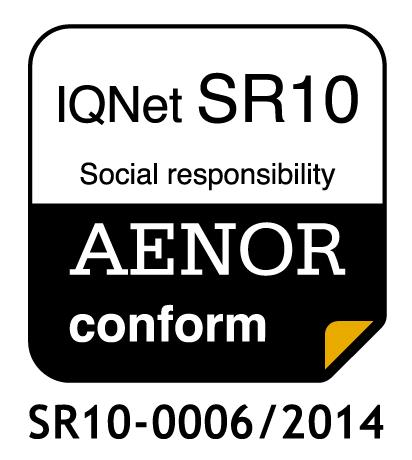 IQNet SR10
Social responsibility
AENOR
conform
SR10-0006/2014